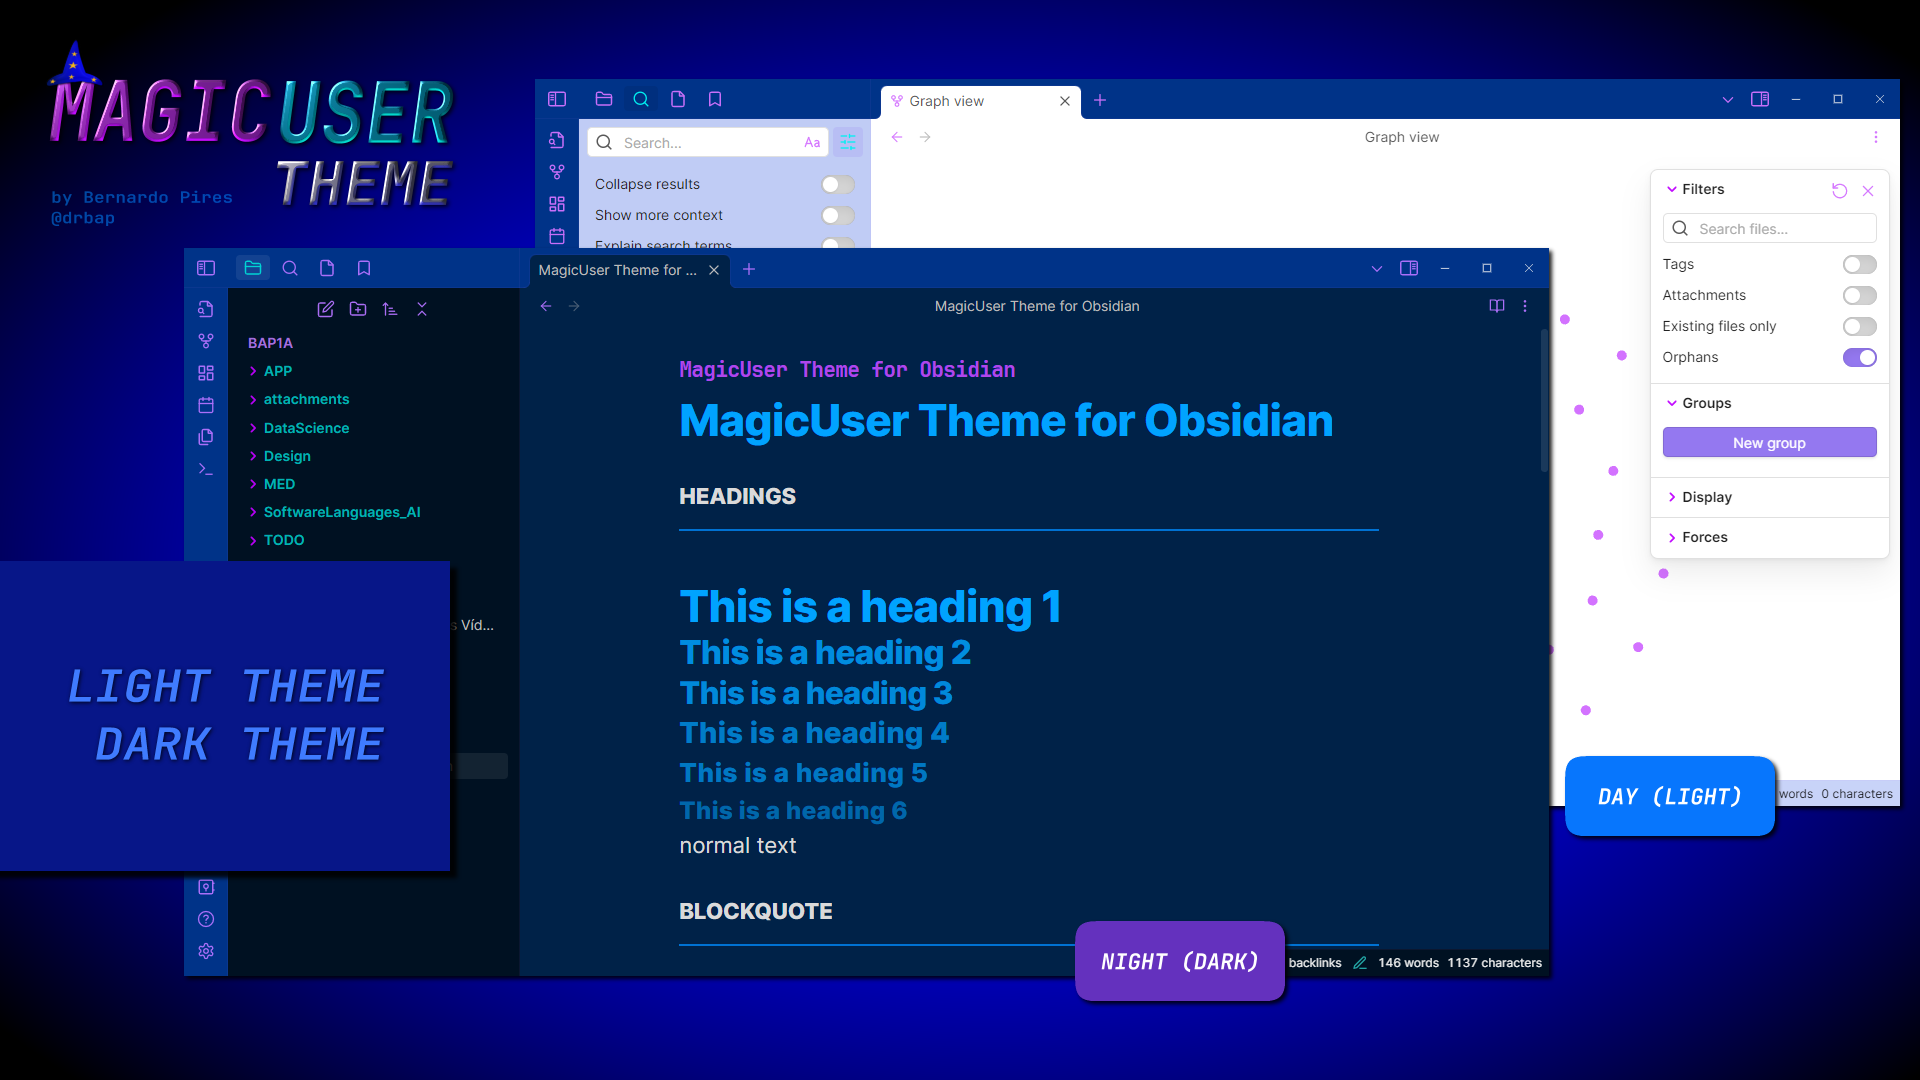 MAGICUSER
THEME
by Bernardo Pires
@drbap
Graph view
Search...
Aa
Graph view
Collapse results
Show more context
Explain search terms
Filters
Search files...
Tags
Attachments
Existing files only
Orphans
Groups
New group
Display
Forces
words 0 characters
DAY (LIGHT)
MagicUser Theme for ...
MagicUser Theme for Obsidian
BAP1A
APP
attachments
DataScience
Design
MED
SoftwareLanguages_AI
TODO
s Víd...
LIGHT THEME
DARK THEME
MagicUser Theme for Obsidian
MagicUser Theme for Obsidian
HEADINGS
This is a heading 1
This is a heading 2
This is a heading 3
This is a heading 4
This is a heading 5
This is a heading 6
normal text
BLOCKQUOTE
NIGHT (DARK)
backlinks 146 words 1137 characters